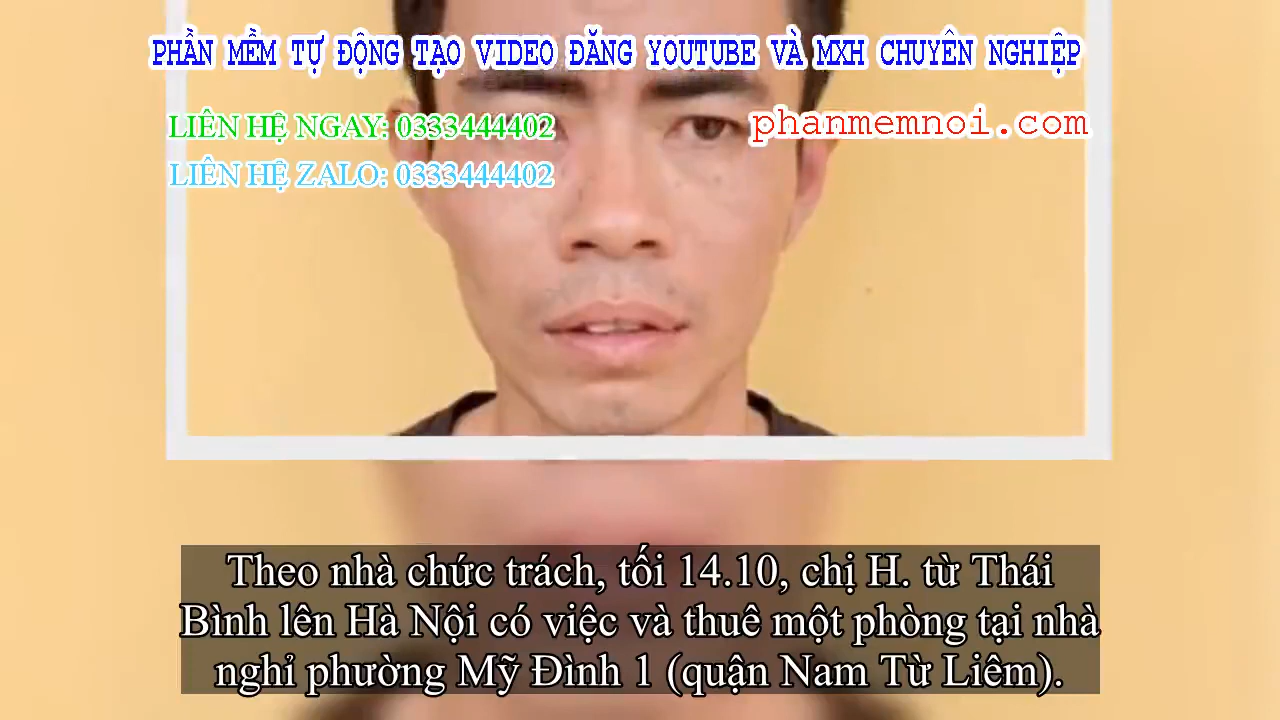 PHẦN MỀM TỰ ĐỘNG TẠO VIDEO ĐĂNG YOUTUBE VÀ MXH CHUYÊN NGHIỆP
LIÊN HỆ NGAY: 0333444402
phanmemnoi.com
LIÊN HỆ ZALO: 0333444402
Theo nhà chức trách, tối 14.10, chị H. từ Thái
Bình lên Hà Nội có việc và thuê một phòng tại nhà
nghỉ phường Mỹ Đình 1 (quận Nam Từ Liêm).